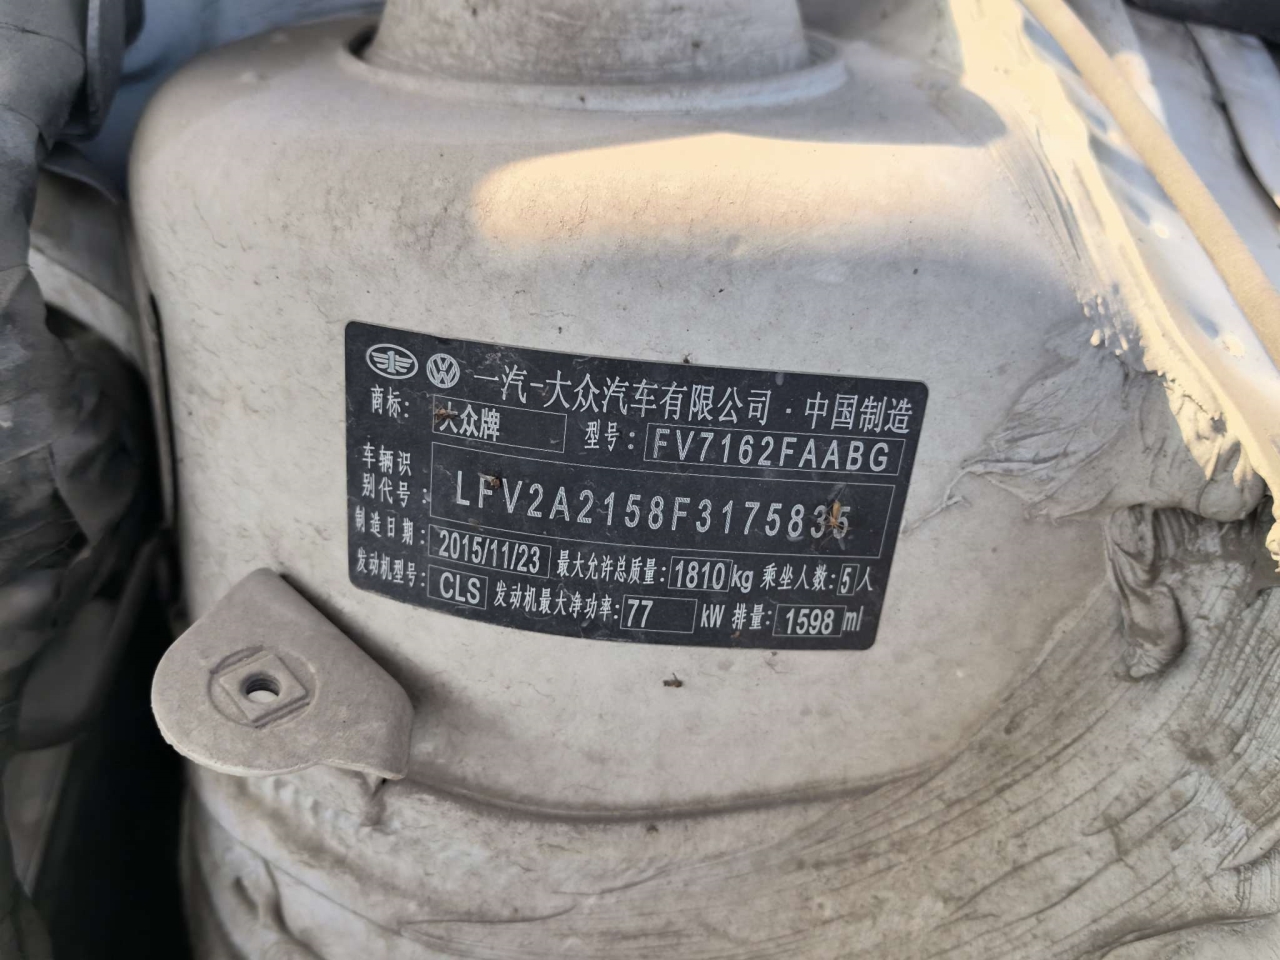 一汽-大众汽车有限公司·中国制造
商标: 大众牌 型号: FV7162FAABG
车辆识别代号: LFV2A2158F3175835
制造日期: 2015/11/23 最大允许总质量: 1810 kg 乘坐人数: 5 人
发动机型号: CLS 发动机最大净功率: 77 kW 排量: 1598 ml